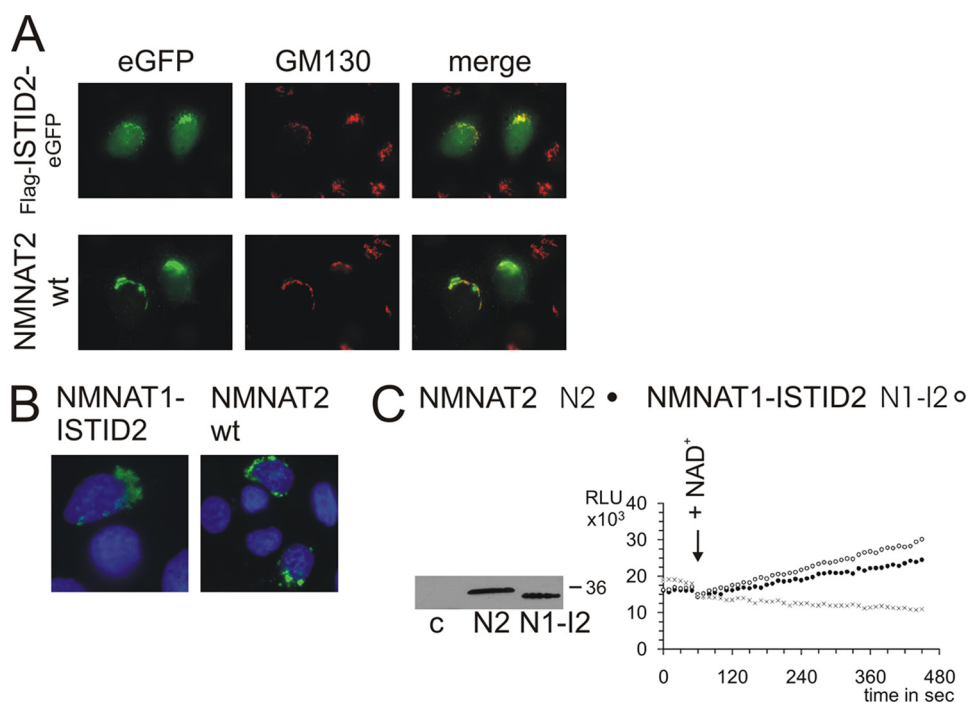 A
eGFP GM130 merge
Flag-ISTID2-
eGFP
NMNAT2
wt
B
NMNAT1-
ISTID2
NMNAT2
wt
C NMNAT2 N2 ● NMNAT1-ISTID2 N1-I2 ○
+ NAD⁺
RLU
x10³
40
30
20
10
0
0 120 240 360 480
time in sec
36
c N2 N1-I2